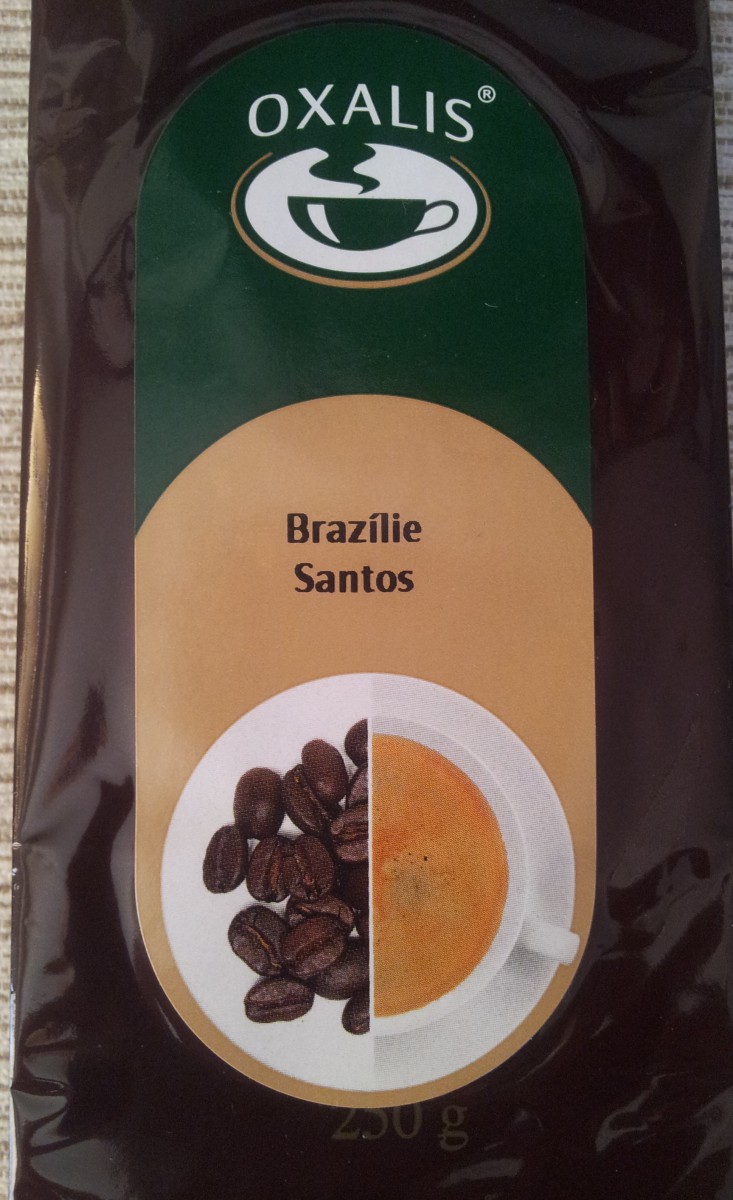 OXALIS®
Brazílie
Santos
250 g